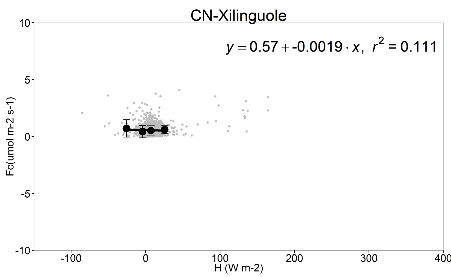 CN-Xilinguole
y = 0.57 + -0.0019 · x, r² = 0.111
Fc(umol m-2 s-1)
10
5
0
-5
-10
-100 0 100 200 300 400
H (W m-2)